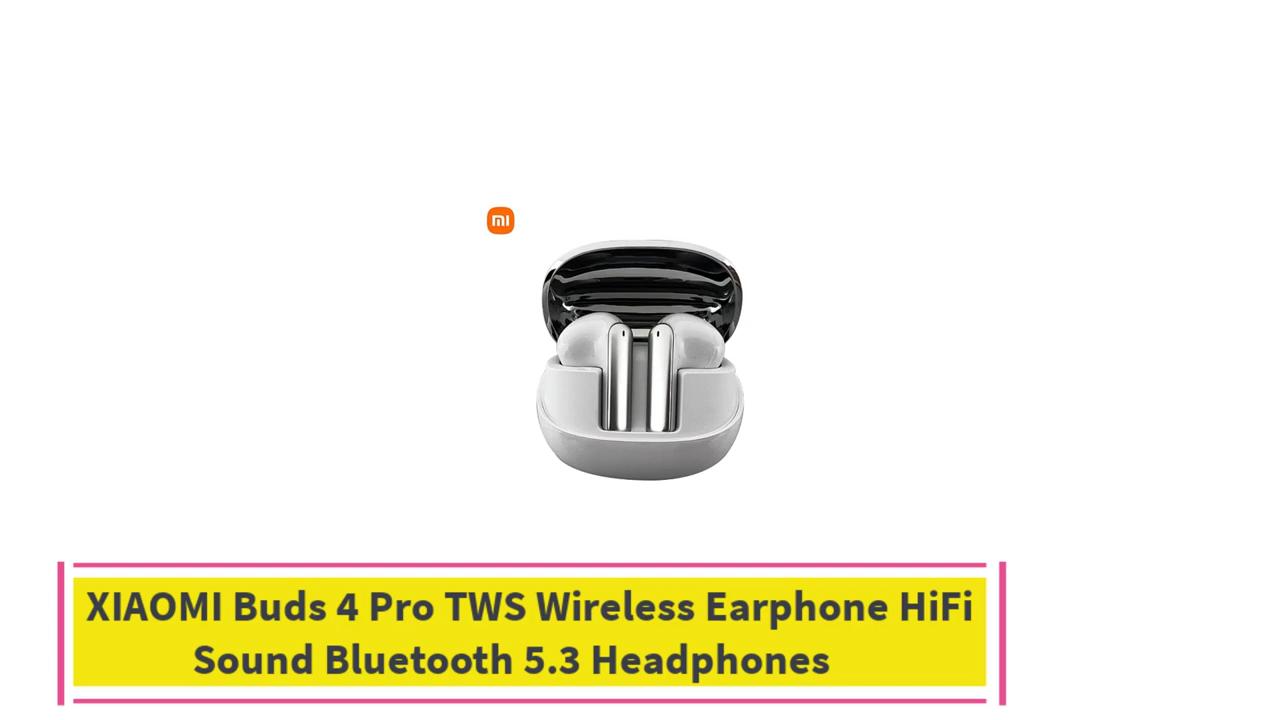 mi
XIAOMI Buds 4 Pro TWS Wireless Earphone HiFi
Sound Bluetooth 5.3 Headphones